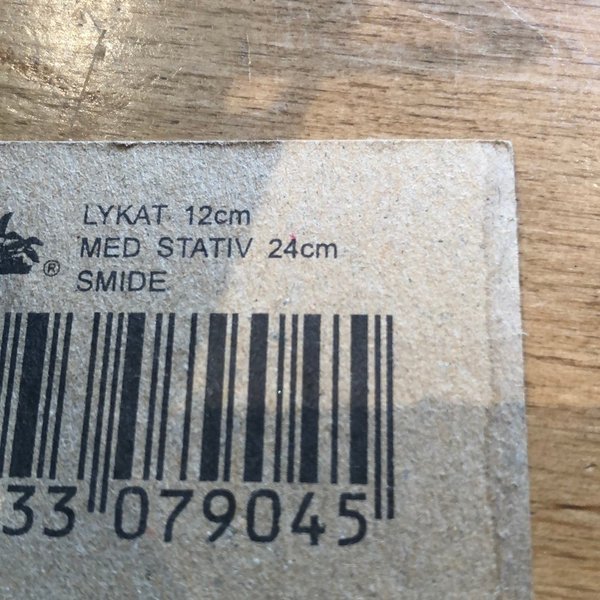 LYKAT 12cm
MED STATIV 24cm
® SMIDE
33 079045